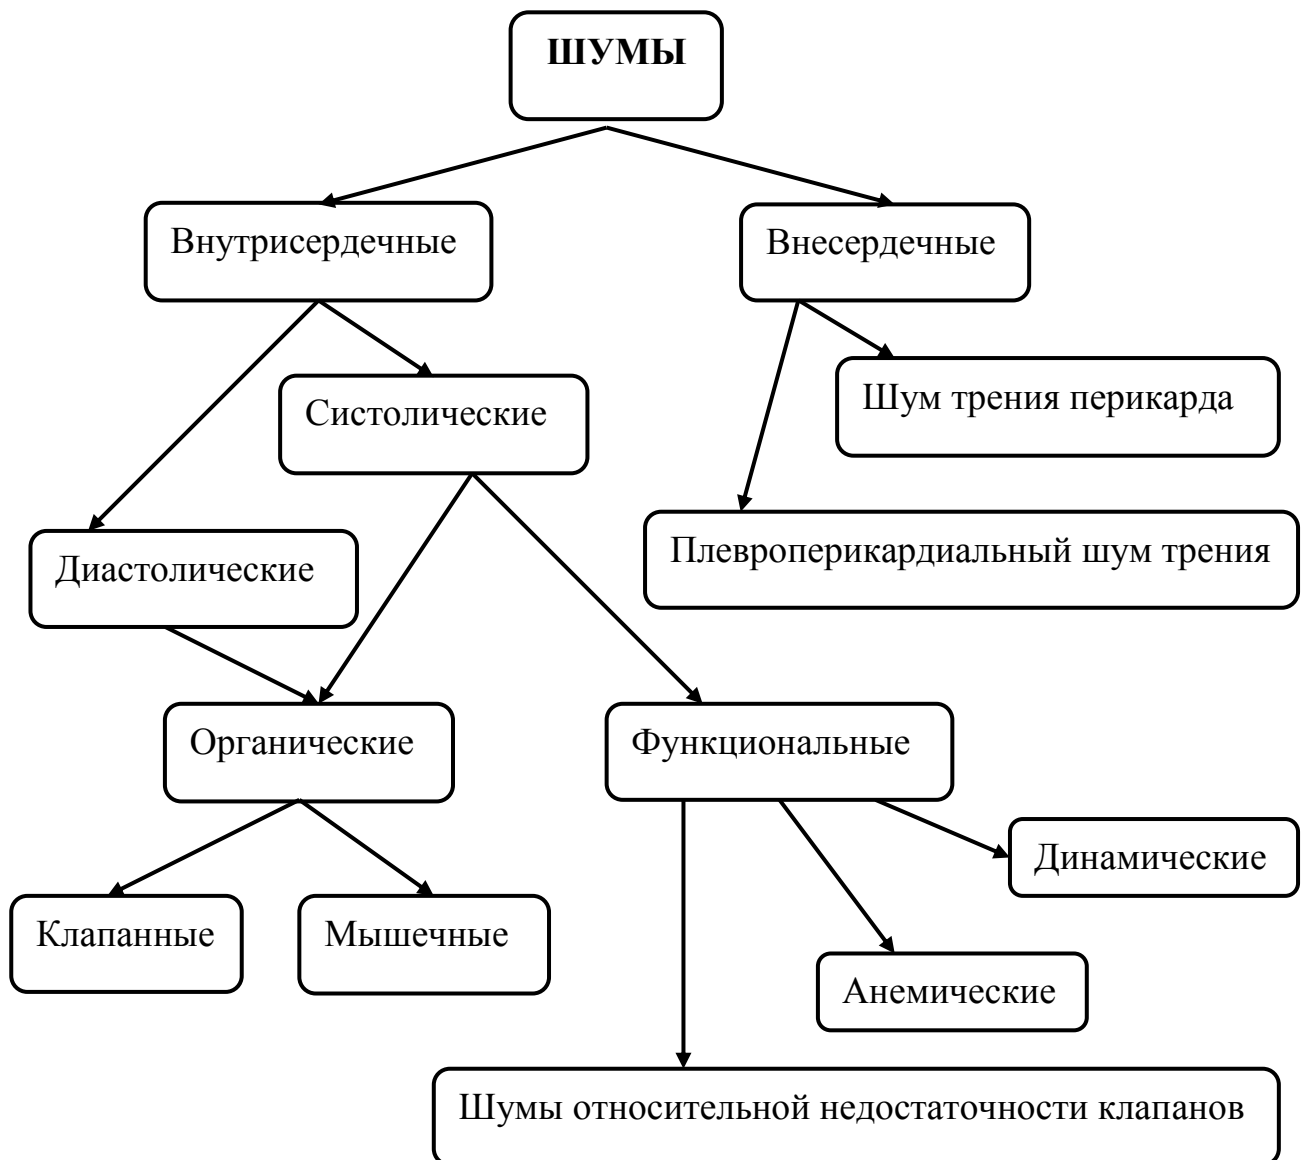 ШУМЫ
Внутрисердечные
Внесердечные
Шум трения перикарда
Систолические
Плевроперикардиальный шум трения
Диастолические
Органические
Функциональные
Динамические
Клапанные
Мышечные
Анемические
Шумы относительной недостаточности клапанов